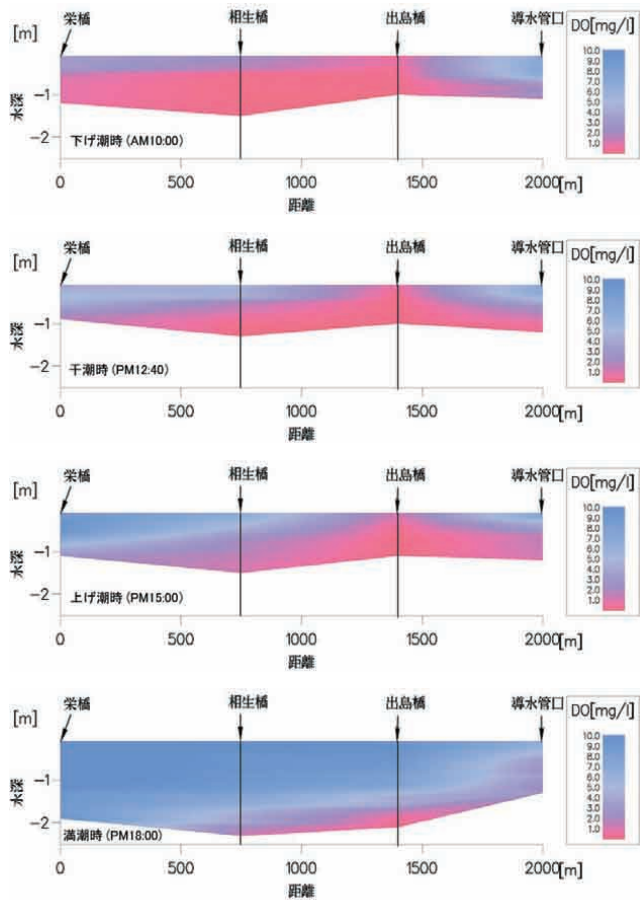 栄橋 相生橋 出島橋 導水管口
[m]
DO[mg/l]
10.0
9.0
8.0
7.0
6.0
5.0
4.0
3.0
2.0
1.0
水深
-1
-2
下げ潮時(AM10:00)
0 500 1000 1500 2000[m]
距離
栄橋 相生橋 出島橋 導水管口
[m]
DO[mg/l]
10.0
9.0
8.0
7.0
6.0
5.0
4.0
3.0
2.0
1.0
水深
-1
-2
干潮時(PM12:40)
0 500 1000 1500 2000[m]
距離
栄橋 相生橋 出島橋 導水管口
[m]
DO[mg/l]
10.0
9.0
8.0
7.0
6.0
5.0
4.0
3.0
2.0
1.0
水深
-1
-2
上げ潮時(PM15:00)
0 500 1000 1500 2000[m]
距離
栄橋 相生橋 出島橋 導水管口
[m]
DO[mg/l]
10.0
9.0
8.0
7.0
6.0
5.0
4.0
3.0
2.0
1.0
水深
-1
-2
満潮時(PM18:00)
0 500 1000 1500 2000[m]
距離